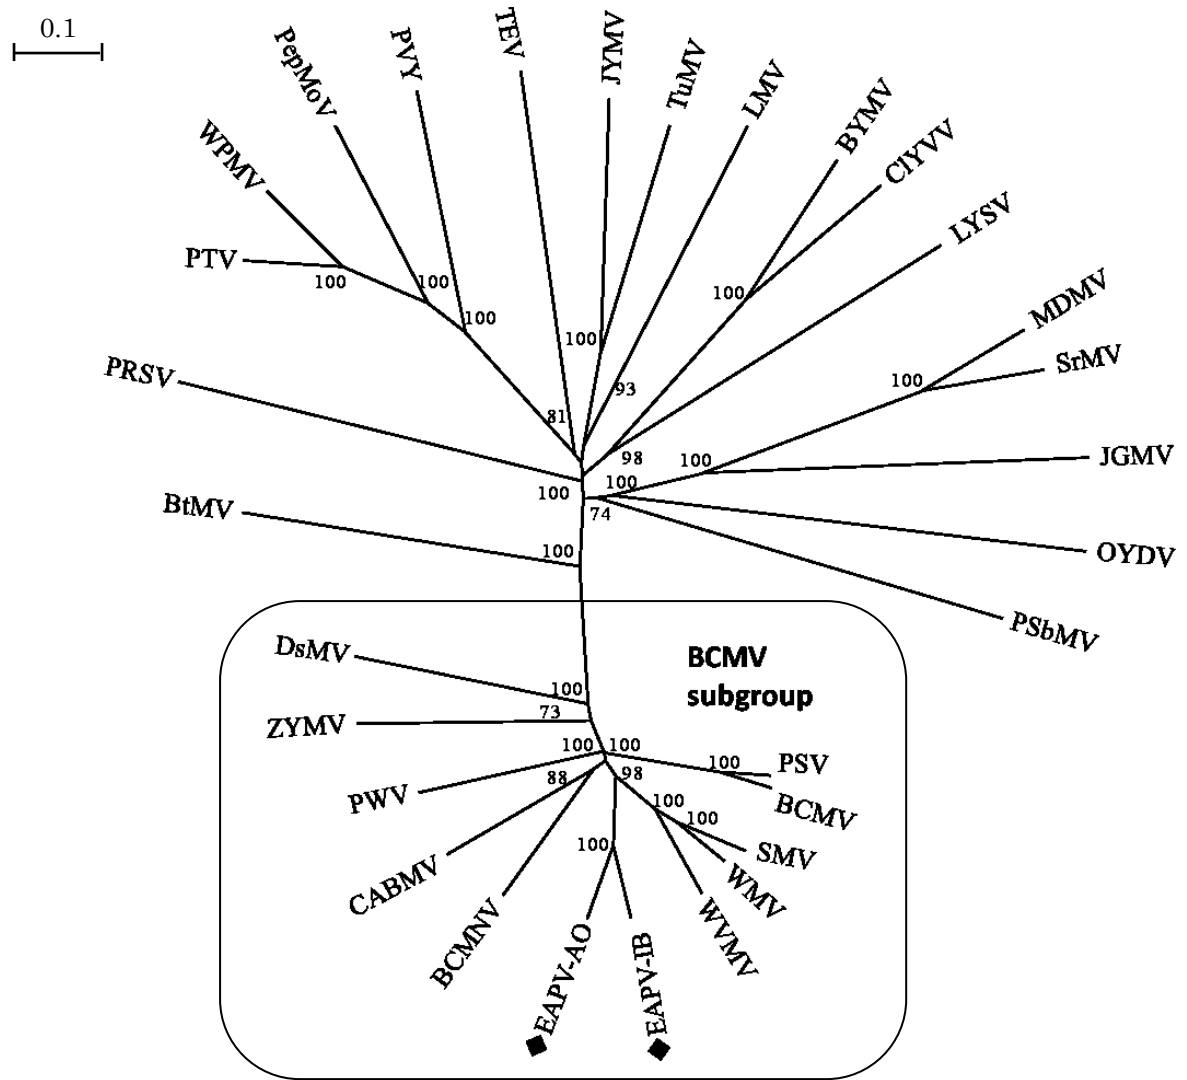 0.1
TEV
JYMV
PVY
PepMoV
TuMV
LMV
BYMV
WPMV
ClYVV
LYSV
PTV
100
100
100
100
100
MDMV
SrMV
PRSV
100
93
81
98
100
JGMV
100
100
74
BtMV
100
OYDV
PSbMV
DsMV
BCMV
subgroup
100
73
ZYMV
100
100
100
PSV
PWV
88
98
100
100
BCMV
100
SMV
CABMV
WMV
WVMV
BCMNV
EAPV-AO
EAPV-IB